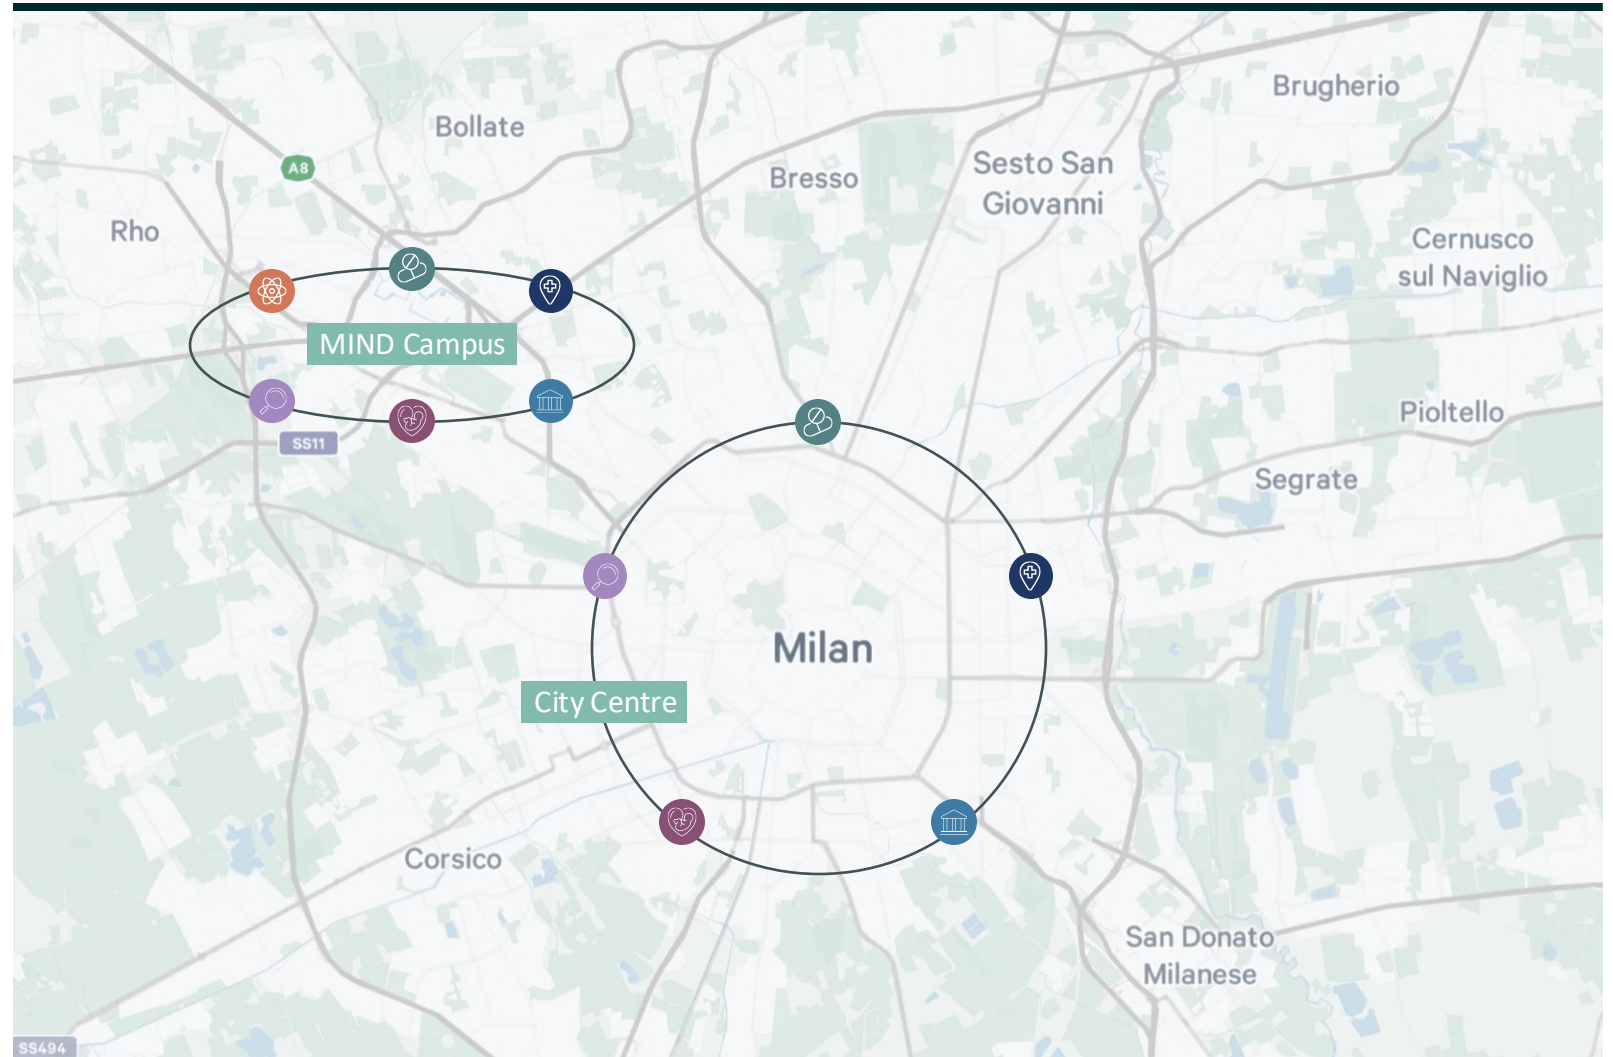 Brugherio
Bollate
A8
Sesto San
Giovanni
Bresso
Rho
Cernusco
sul Naviglio
MIND Campus
Pioltello
SS11
Segrate
Milan
City Centre
Corsico
San Donato
Milanese
SS494